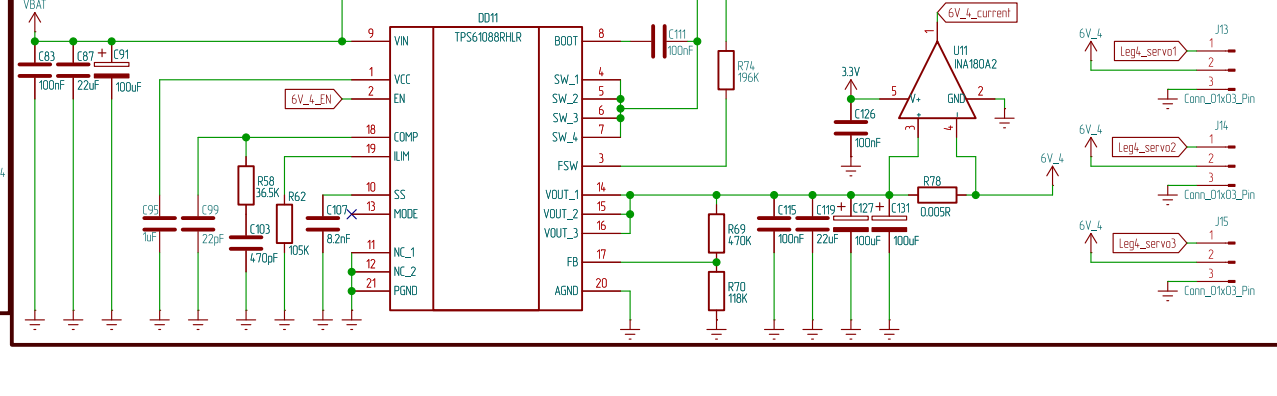 VBAT
C83
100nF
C87
22uF
+
C91
100uF
DD11
TPS61088RHLR
9
VIN
1
VCC
2
EN
6V_4_EN
18
COMP
19
ILIM
10
SS
13
MODE
11
NC_1
12
NC_2
21
PGND
BOOT
8
SW_1
4
SW_2
5
SW_3
6
SW_4
7
FSW
3
VOUT_1
14
VOUT_2
15
VOUT_3
16
FB
17
AGND
20
C95
1uF
C99
22pF
R58
36.5K
C103
470pF
R62
105K
C107
8.2nF
C111
100nF
R74
196K
R69
470K
R70
118K
C115
100nF
C119
22uF
+
C127
100uF
+
C131
100uF
6V_4_current
1
U11
INA180A2
3.3V
5
V+
GND
2
+
-
3
4
C126
100nF
R78
0.005R
6V_4
J13
6V_4
Leg4_servo1
1
2
3
Conn_01x03_Pin
J14
6V_4
Leg4_servo2
1
2
3
Conn_01x03_Pin
J15
6V_4
Leg4_servo3
1
2
3
Conn_01x03_Pin
4